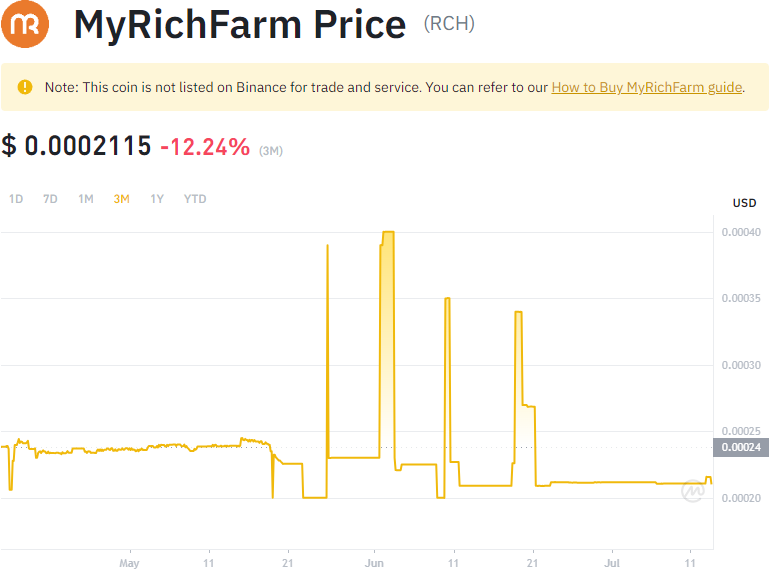 MyRichFarm Price (RCH)
! Note: This coin is not listed on Binance for trade and service. You can refer to our How to Buy MyRichFarm guide.
$ 0.0002115 -12.24% (3M)
1D 7D 1M 3M 1Y YTD
USD
0.00040
0.00035
0.00030
0.00025
0.00024
0.00020
May 11 21 Jun 11 21 Jul 11